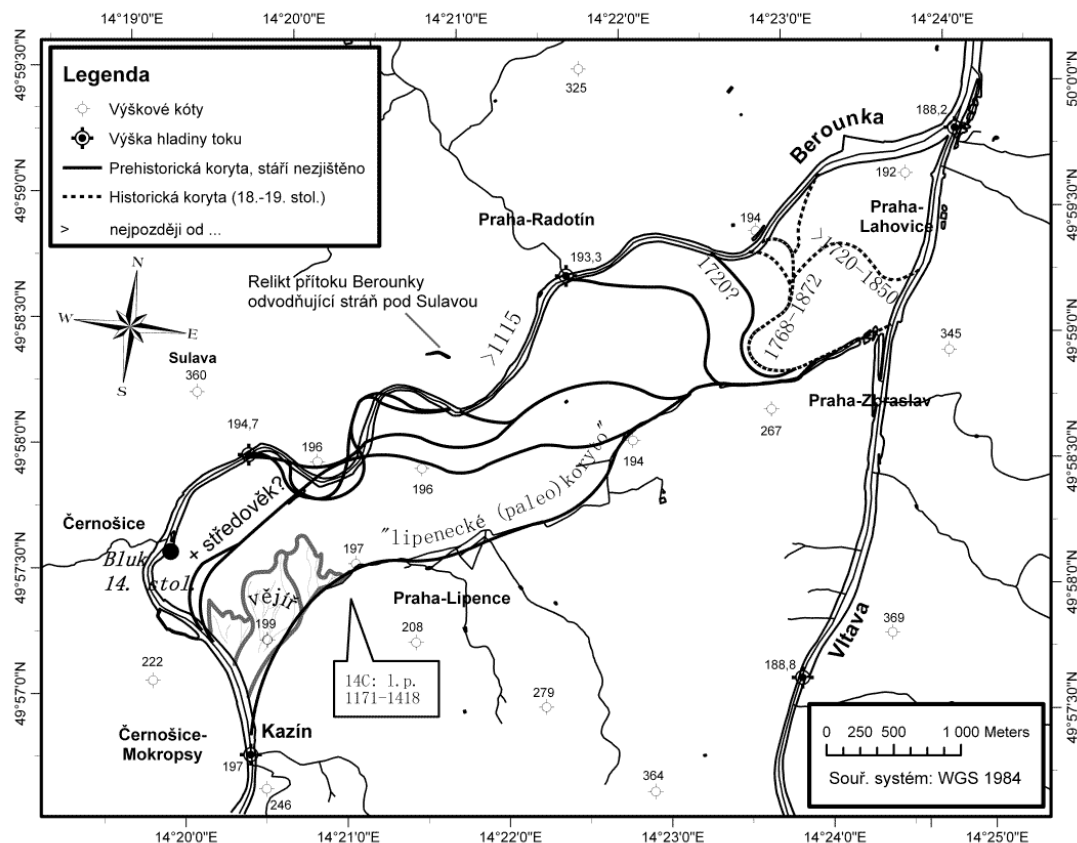 14°19'0"E
14°20'0"E
14°21'0"E
14°22'0"E
14°23'0"E
14°24'0"E
49°59'30"N
49°59'0"N
49°58'30"N
49°58'0"N
49°57'30"N
49°57'0"N
50°0'0"N
49°59'30"N
49°59'0"N
49°58'30"N
49°58'0"N
49°57'30"N
Legenda
Výškové kóty
Výška hladiny toku
Prehistorická koryta, stáří nezjištěno
Historická koryta (18.-19. stol.)
> nejpozději od ...
N
W
E
S
325
Berounka
188,2
192
194
Praha-
Lahovice
Praha-Radotín
193,3
Relikt přítoku Berounky
odvodňující stráň pod Sulavou
>1115
1720?
>1720-1850
1768-1872
345
Sulava
360
Praha-Zbraslav
267
194,7
196
196
194
"lipenecké (paleo)koryto"
+ středověk?
Černošice
Bluk
14. stol.
vějíř
199
197
Praha-Lipence
208
14C: l.p.
1171-1418
222
279
369
Vltava
188,8
Černošice-
Mokropsy
Kazín
197
246
364
0 250 500 1 000 Meters
Souř. systém: WGS 1984
14°20'0"E
14°21'0"E
14°22'0"E
14°23'0"E
14°24'0"E
14°25'0"E